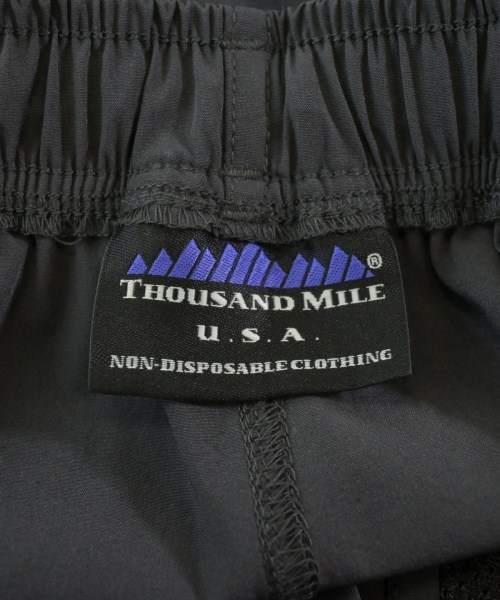 ®
THOUSAND MILE
U.S.A.
NON-DISPOSABLE CLOTHING